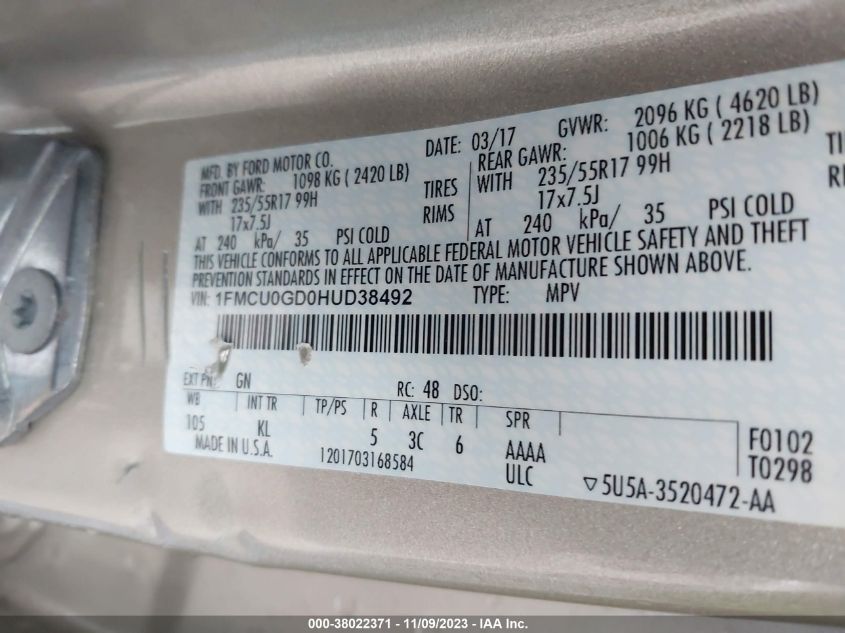 MFD. BY FORD MOTOR CO. DATE: 03/17 GVWR: 2096 KG ( 4620 LB)
FRONT GAWR: 1098 KG ( 2420 LB) REAR GAWR: 1006 KG ( 2218 LB)
WITH 235/55R17 99H TIRES WITH 235/55R17 99H
17x7.5J RIMS 17x7.5J
AT 240 kPa/ 35 PSI COLD AT 240 kPa/ 35 PSI COLD
THIS VEHICLE CONFORMS TO ALL APPLICABLE FEDERAL MOTOR VEHICLE SAFETY AND THEFT
PREVENTION STANDARDS IN EFFECT ON THE DATE OF MANUFACTURE SHOWN ABOVE.
VIN: 1FMCU0GD0HUD38492 TYPE: MPV
EXT PNT: GN RC: 48 DSO:
WB INT TR TP/PS R AXLE TR SPR
105 KL 5 3C 6 AAAA F0102
MADE IN U.S.A. 1201703168584 ULC T0298
▽5U5A-3520472-AA
000-38022371 - 11/09/2023 - IAA Inc.